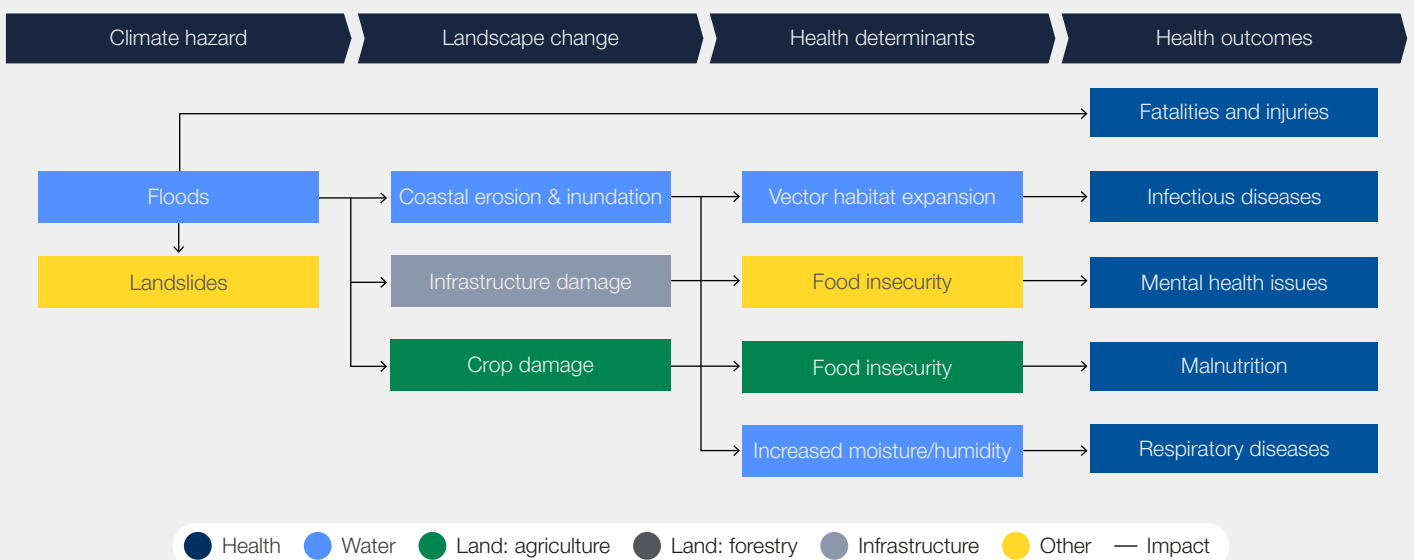 Climate hazard
Landscape change
Health determinants
Health outcomes
Fatalities and injuries
Floods
Coastal erosion & inundation
Vector habitat expansion
Infectious diseases
Landslides
Infrastructure damage
Food insecurity
Mental health issues
Crop damage
Food insecurity
Malnutrition
Increased moisture/humidity
Respiratory diseases
Health
Water
Land: agriculture
Land: forestry
Infrastructure
Other
Impact